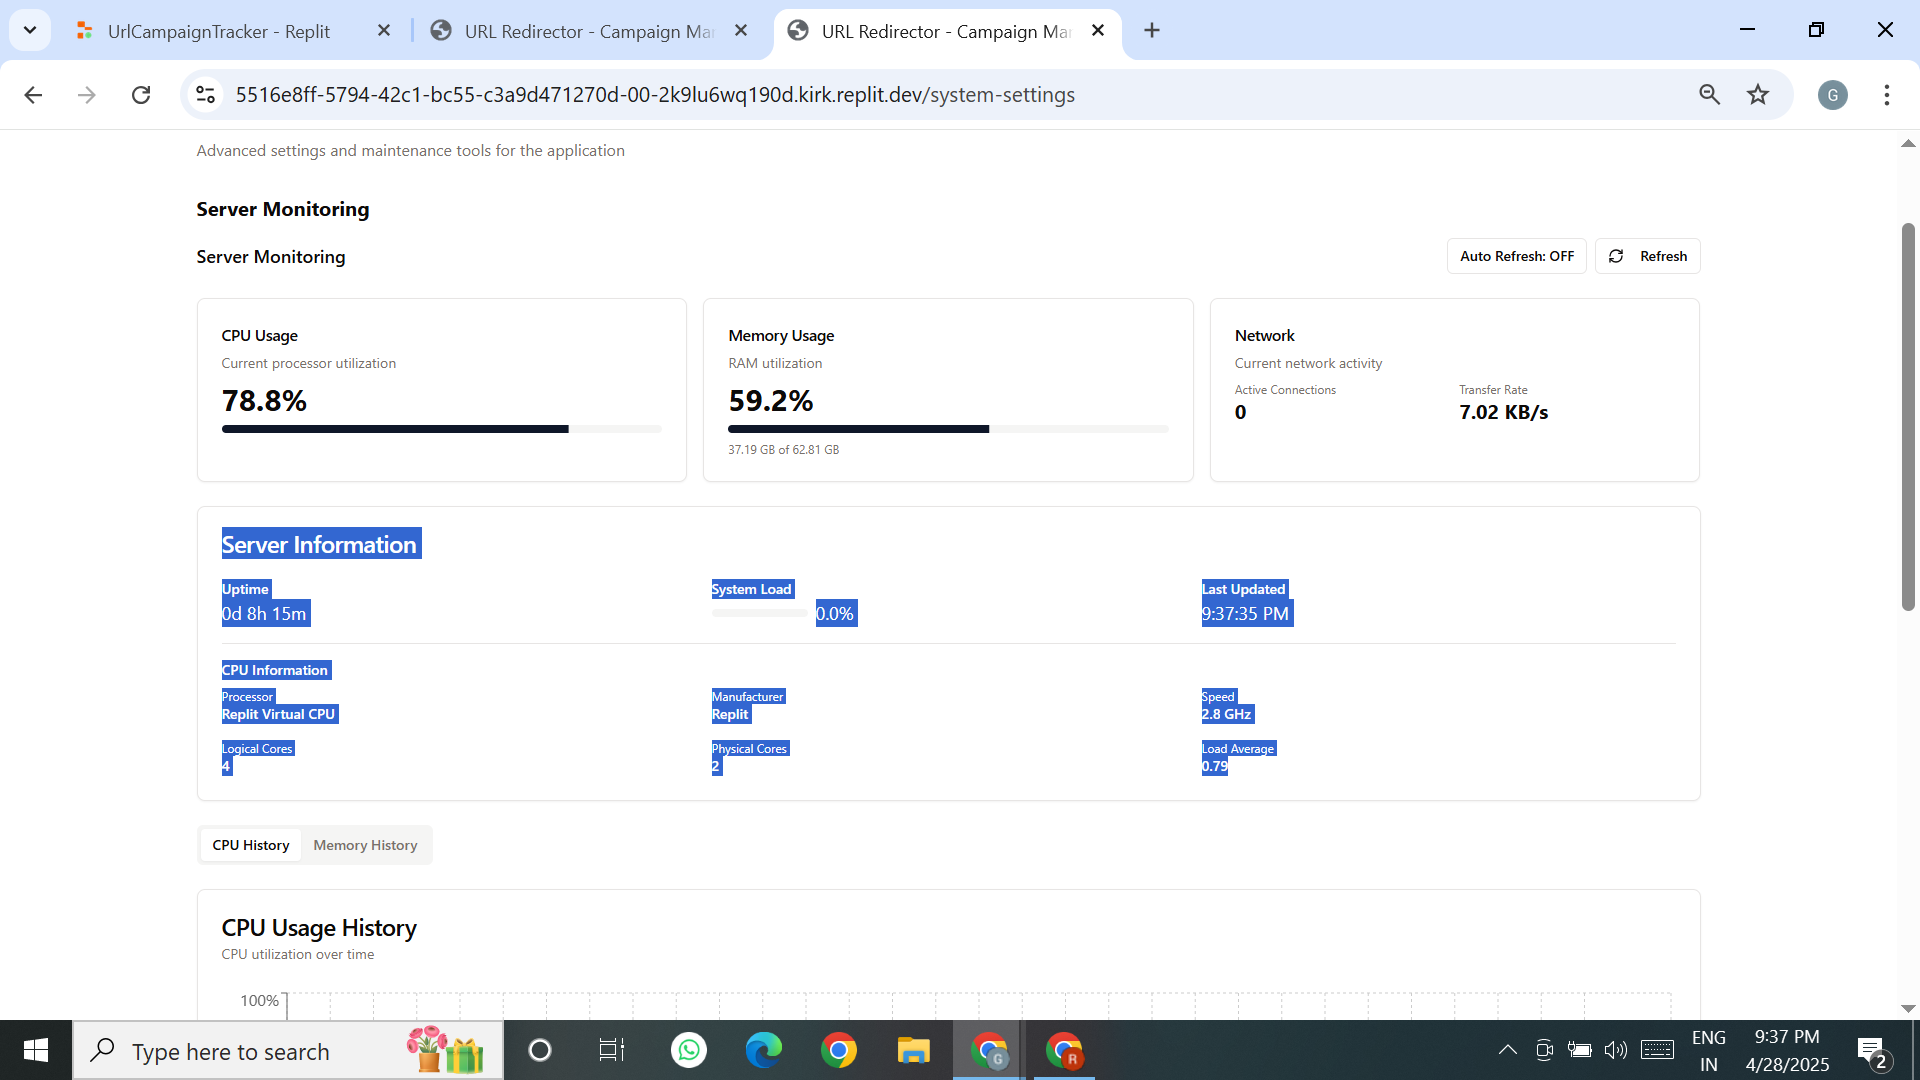 UrlCampaignTracker - Replit
URL Redirector - Campaign Mar
URL Redirector - Campaign Mar
5516e8ff-5794-42c1-bc55-c3a9d471270d-00-2k9lu6wq190d.kirk.replit.dev/system-settings
G
Advanced settings and maintenance tools for the application
Server Monitoring
Server Monitoring
Auto Refresh: OFF
Refresh
CPU Usage
Current processor utilization
78.8%
Memory Usage
RAM utilization
59.2%
37.19 GB of 62.81 GB
Network
Current network activity
Active Connections
0
Transfer Rate
7.02 KB/s
Server Information
Uptime
0d 8h 15m
System Load
0.0%
Last Updated
9:37:35 PM
CPU Information
Processor
Replit Virtual CPU
Manufacturer
Replit
Speed
2.8 GHz
Logical Cores
4
Physical Cores
2
Load Average
0.79
CPU History
Memory History
CPU Usage History
CPU utilization over time
100%
Type here to search
G
R
ENG
IN
9:37 PM
4/28/2025
2